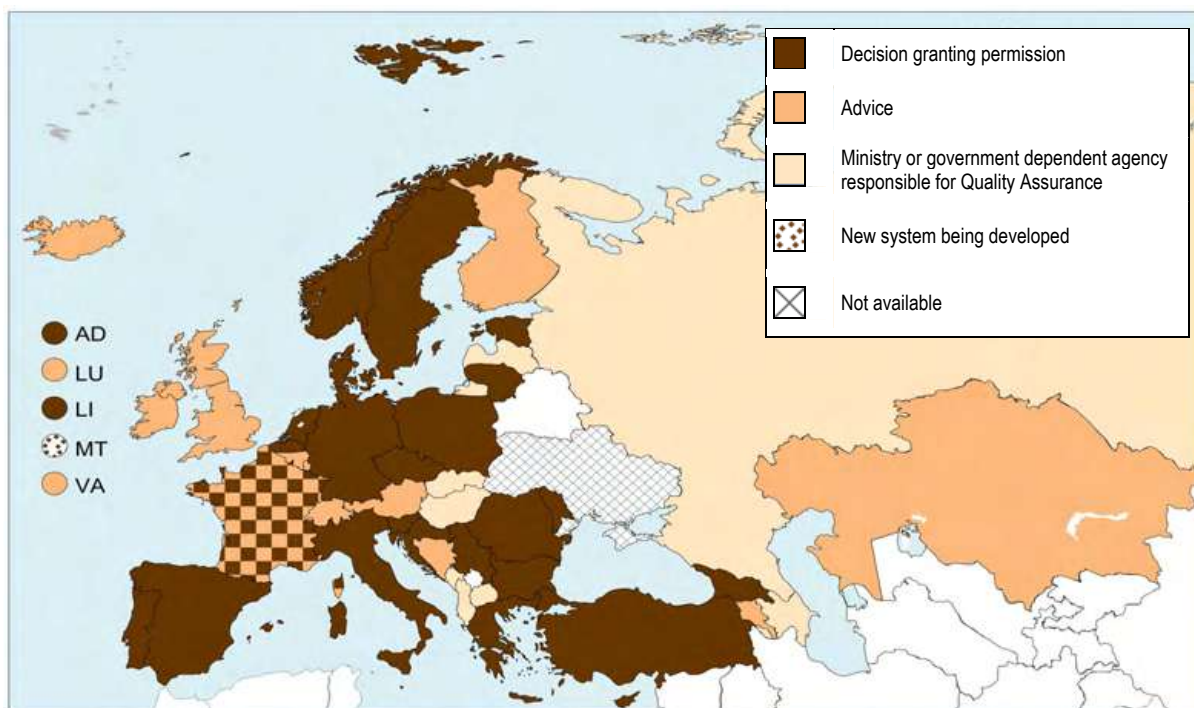 Decision granting permission
Advice
Ministry or government dependent agency
responsible for Quality Assurance
New system being developed
Not available
AD
LU
LI
MT
VA